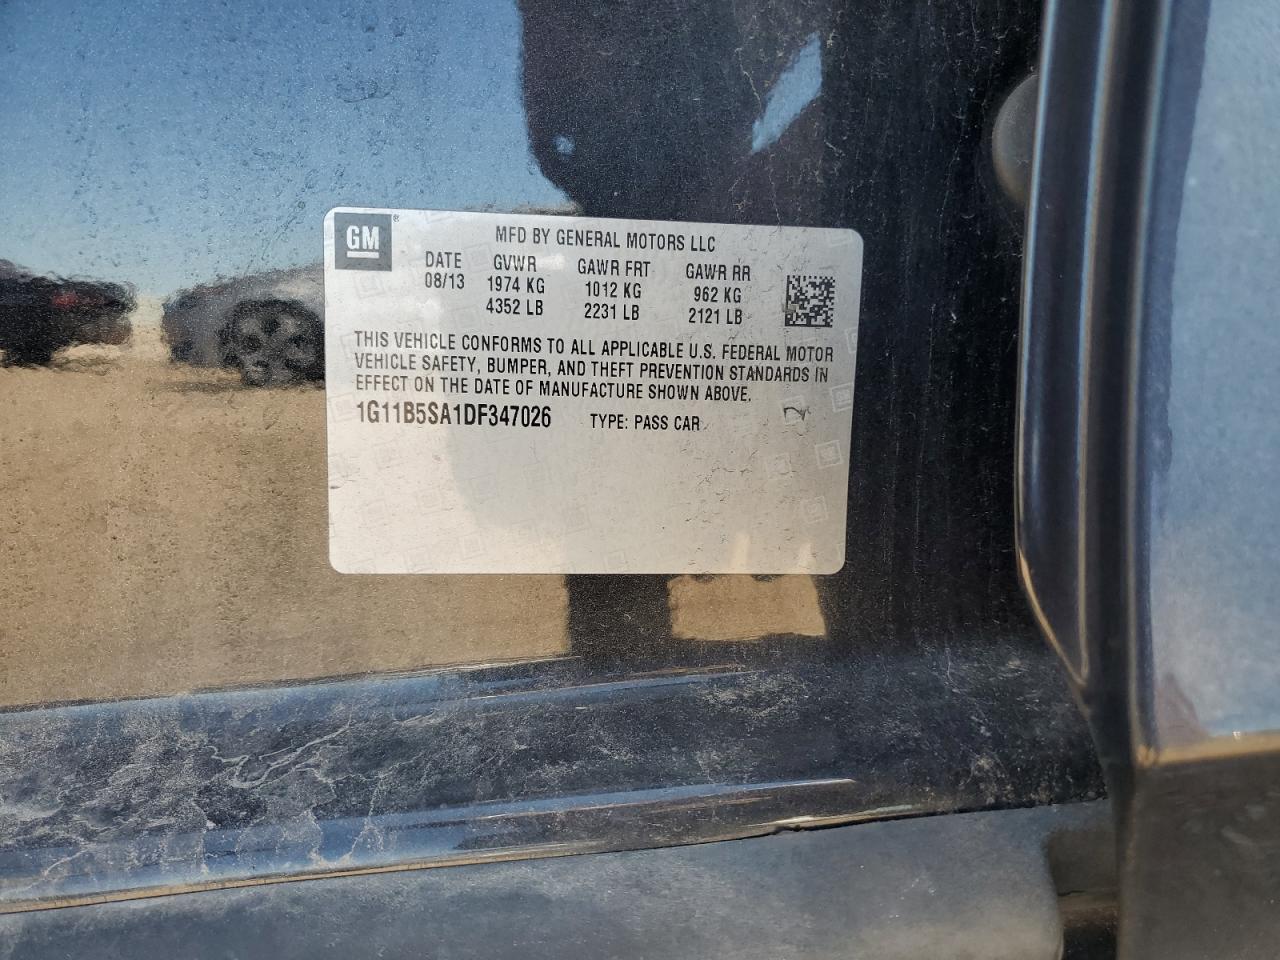 GM®
MFD BY GENERAL MOTORS LLC
DATE GVWR GAWR FRT GAWR RR
08/13 1974 KG 1012 KG 962 KG
4352 LB 2231 LB 2121 LB
THIS VEHICLE CONFORMS TO ALL APPLICABLE U.S. FEDERAL MOTOR
VEHICLE SAFETY, BUMPER, AND THEFT PREVENTION STANDARDS IN
EFFECT ON THE DATE OF MANUFACTURE SHOWN ABOVE.
1G11B5SA1DF347026 TYPE: PASS CAR